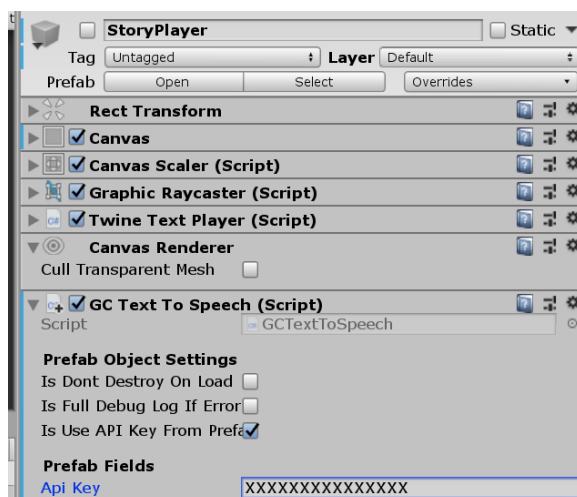 StoryPlayer Static
Tag Untagged Layer Default
Prefab Open Select Overrides
Rect Transform
Canvas
Canvas Scaler (Script)
Graphic Raycaster (Script)
Twine Text Player (Script)
Canvas Renderer
Cull Transparent Mesh
GC Text To Speech (Script)
Script GCTextToSpeech
Prefab Object Settings
Is Dont Destroy On Load
Is Full Debug Log If Error
Is Use API Key From Prefa
Prefab Fields
Api Key XXXXXXXXXXXXXXX